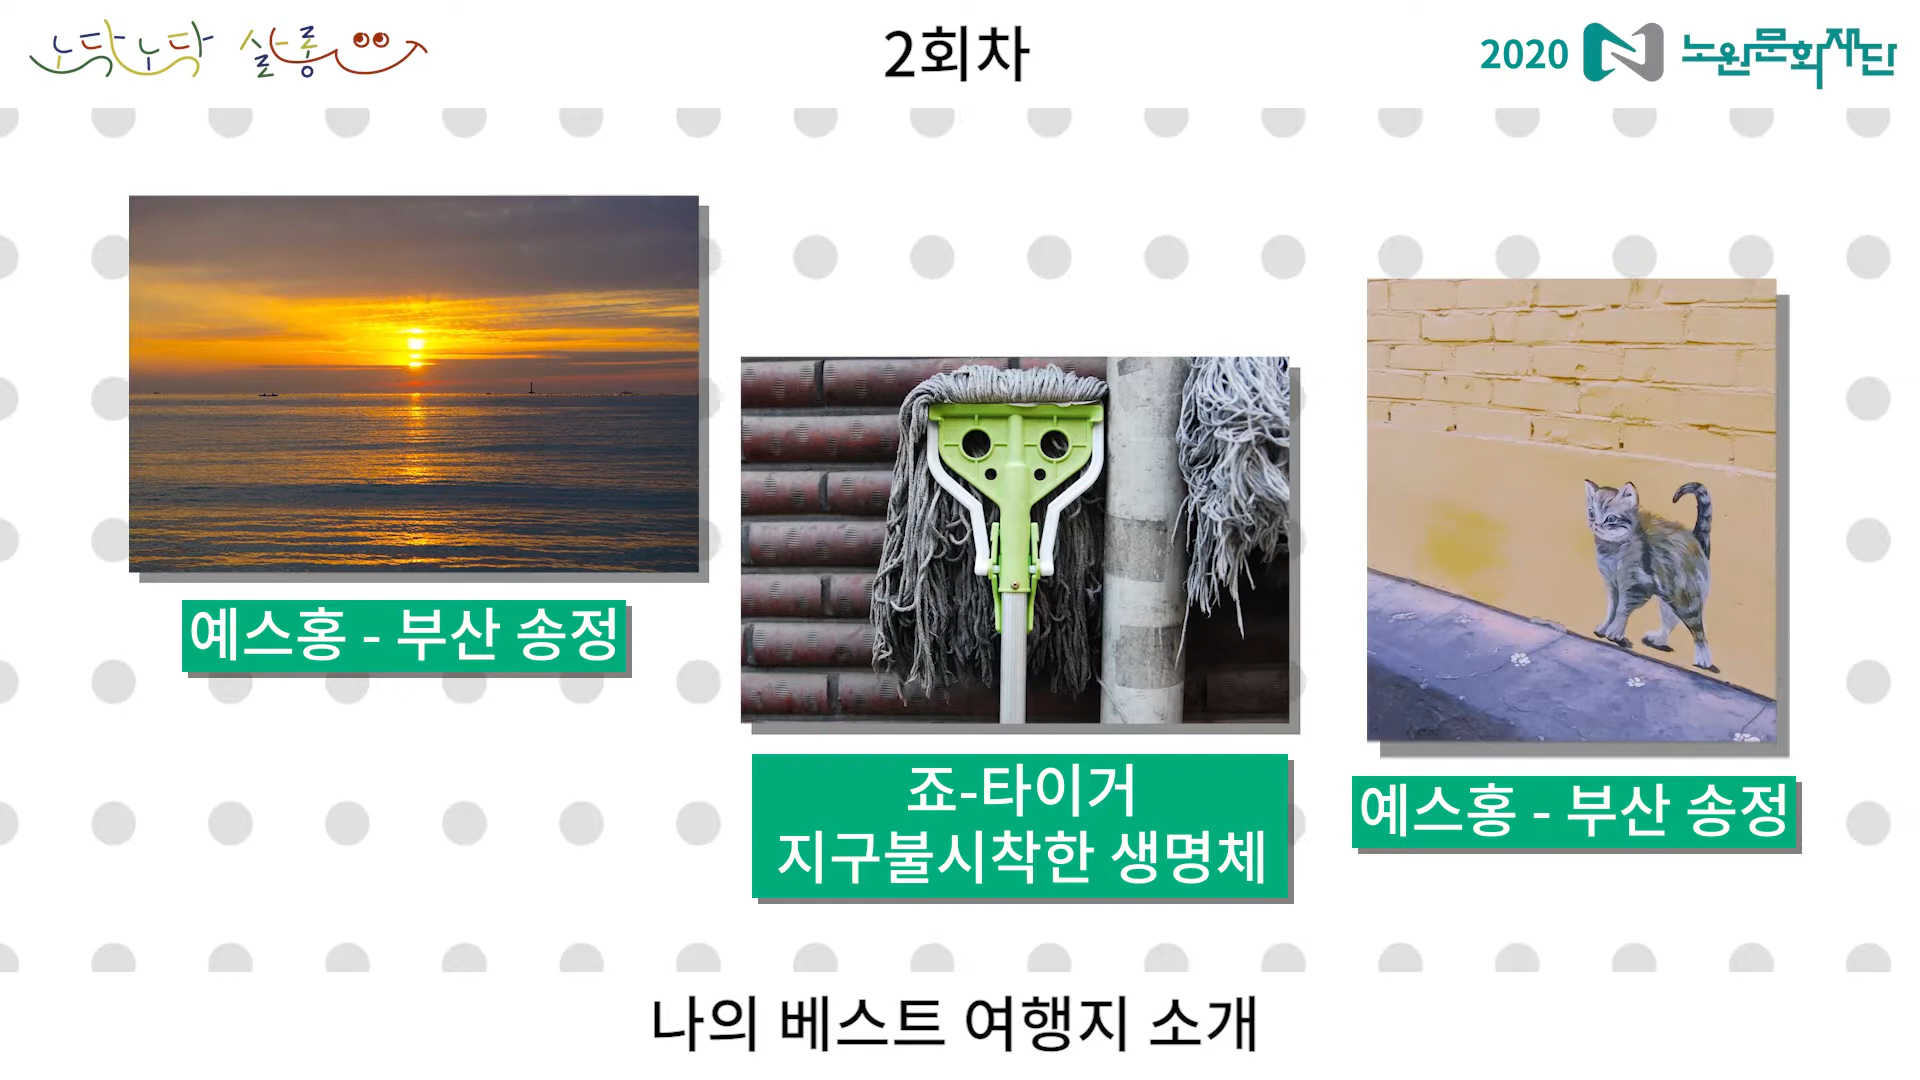 노닥노닥 살롱
2회차
2020 노원문화재단
예스홍 - 부산 송정
죠-타이거
지구불시착한 생명체
예스홍 - 부산 송정
나의 베스트 여행지 소개